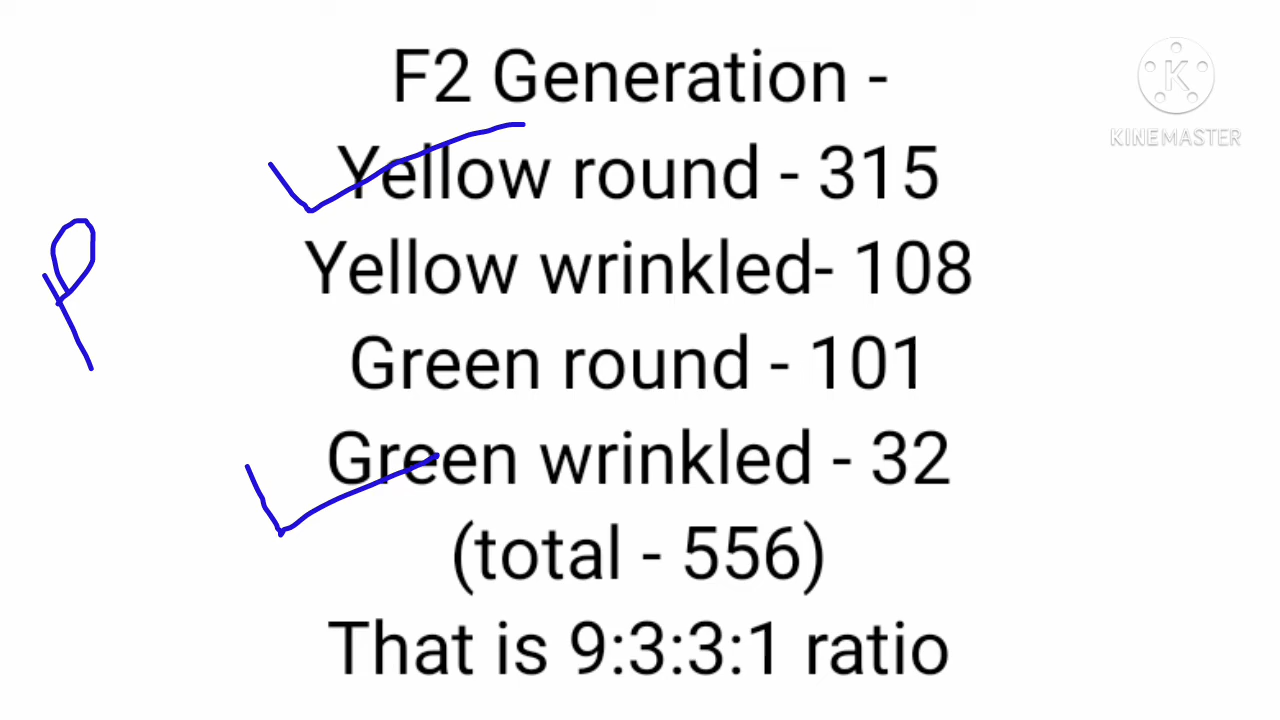 F2 Generation -
K
KINEMASTER
Yellow round - 315
Yellow wrinkled- 108
P
Green round - 101
Green wrinkled - 32
(total - 556)
That is 9:3:3:1 ratio